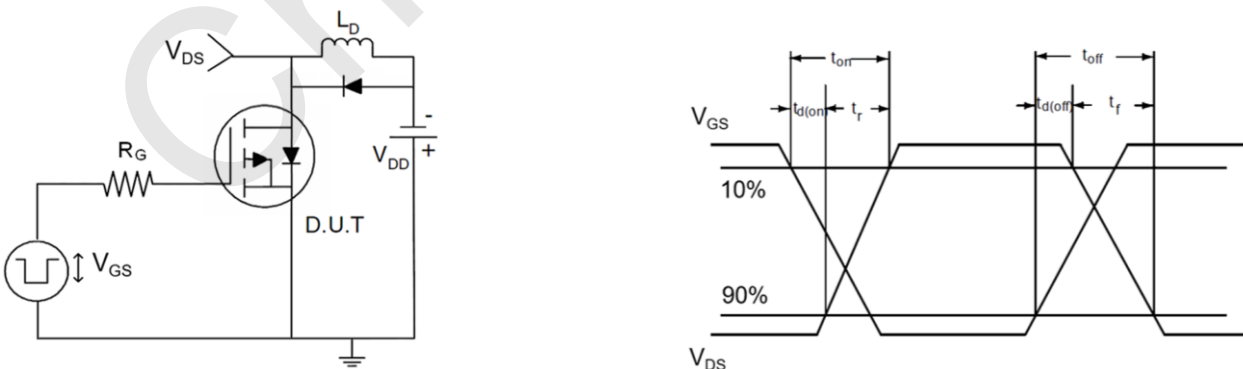 L_D
V_DS
-
V_DD
+
R_G
D.U.T
V_GS
t_on
t_off
t_d(on)
t_r
t_d(off)
t_f
V_GS
10%
90%
V_DS